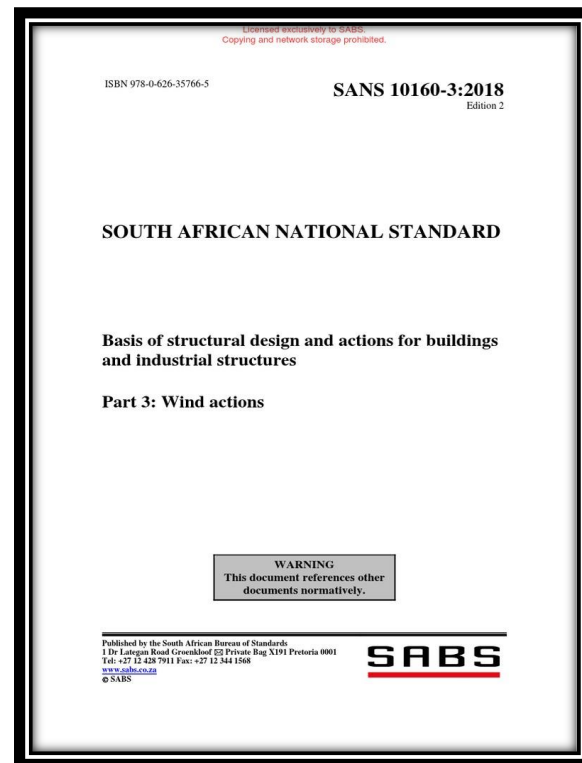 Licensed exclusively to SABS.
Copying and network storage prohibited.
ISBN 978-0-626-35766-5
SANS 10160-3:2018
Edition 2
SOUTH AFRICAN NATIONAL STANDARD
Basis of structural design and actions for buildings
and industrial structures
Part 3: Wind actions
WARNING
This document references other
documents normatively.
Published by the South African Bureau of Standards
1 Dr Lategan Road Groenkloof ✉ Private Bag X191 Pretoria 0001
Tel: +27 12 428 7911 Fax: +27 12 344 1568
www.sabs.co.za
© SABS
SABS